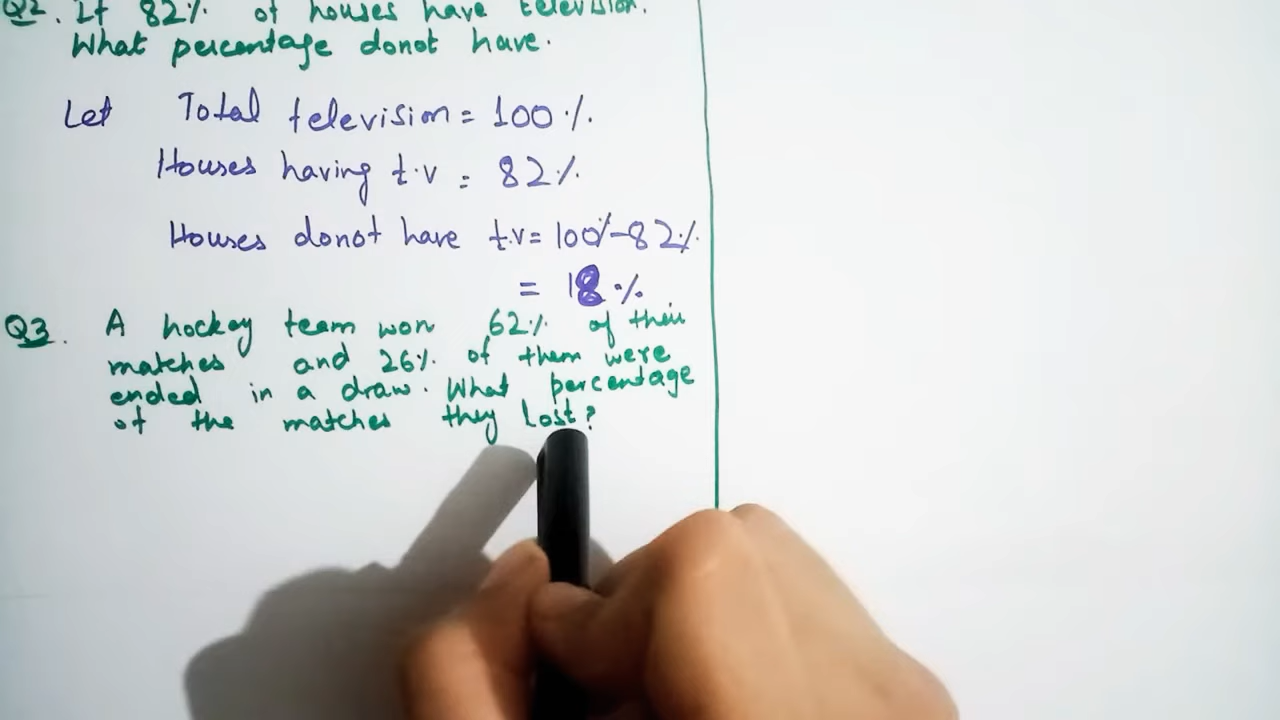 Q2. If 82% of houses have television.
What percentage donot have.
Let Total television = 100%.
Houses having t.v = 82%.
Houses donot have t.v = 100%-82%.
= 18%
Q3. A hockey team won 62% of their
matches and 26% of them were
ended in a draw. What percentage
of the matches they lost?